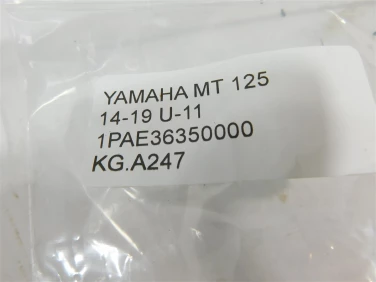 YAMAHA MT 125
14-19 U-11
1PAE36350000
KG.A247